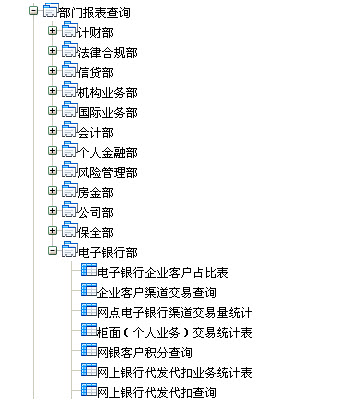 部门报表查询
计财部
法律合规部
信贷部
机构业务部
国际业务部
会计部
个人金融部
风险管理部
房金部
公司部
保全部
电子银行部
电子银行企业客户占比表
企业客户渠道交易查询
网点电子银行渠道交易量统计
柜面(个人业务)交易统计表
网银客户积分查询
网上银行代发代扣业务统计表
网上银行代发代扣查询